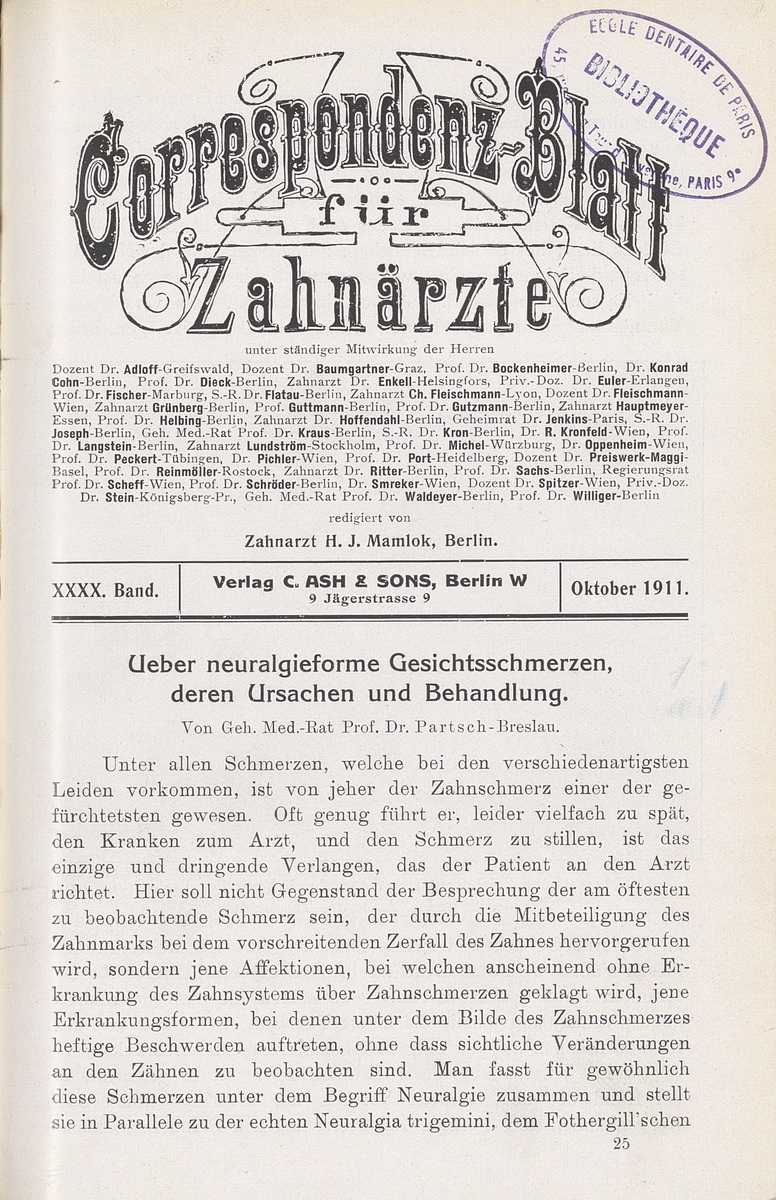 ECOLE DENTAIRE DE PARIS
BIBLIOTHÈQUE
45,
PARIS 9e
Correspondenz-Blatt
für
Zahnärzte
unter ständiger Mitwirkung der Herren
Dozent Dr. Adloff-Greifswald, Dozent Dr. Baumgartner-Graz, Prof. Dr. Bockenheimer-Berlin, Dr. Konrad
Cohn-Berlin, Prof. Dr. Dieck-Berlin, Zahnarzt Dr. Enkell-Helsingfors, Priv.-Doz. Dr. Euler-Erlangen,
Prof. Dr. Fischer-Marburg, S.-R. Dr. Flatau-Berlin, Zahnarzt Ch. Fleischmann-Lyon, Dozent Dr. Fleischmann-
Wien, Zahnarzt Grünberg-Berlin, Prof. Guttmann-Berlin, Prof. Dr. Gutzmann-Berlin, Zahnarzt Hauptmeyer-
Essen, Prof. Dr. Helbing-Berlin, Zahnarzt Dr. Hoffendahl-Berlin, Geheimrat Dr. Jenkins-Paris, S.-R. Dr.
Joseph-Berlin, Geh. Med.-Rat Prof. Dr. Kraus-Berlin, S.-R. Dr. Kron-Berlin, Dr. R. Kronfeld-Wien, Prof.
Dr. Langstein-Berlin, Zahnarzt Lundström-Stockholm, Prof. Dr. Michel-Würzburg, Dr. Oppenheim-Wien,
Prof. Dr. Peckert-Tübingen, Dr. Pichler-Wien, Prof. Dr. Port-Heidelberg, Dozent Dr. Preiswerk-Maggi-
Basel, Prof. Dr. Reinmöller-Rostock, Zahnarzt Dr. Ritter-Berlin, Prof. Dr. Sachs-Berlin, Regierungsrat
Prof. Dr. Scheff-Wien, Prof. Dr. Schröder-Berlin, Dr. Smreker-Wien, Dozent Dr. Spitzer-Wien, Priv.-Doz.
Dr. Stein-Königsberg-Pr., Geh. Med.-Rat Prof. Dr. Waldeyer-Berlin, Prof. Dr. Williger-Berlin
redigiert von
Zahnarzt H. J. Mamlok, Berlin.
XXXX. Band.
Verlag C. ASH & SONS, Berlin W
9 Jägerstrasse 9
Oktober 1911.
Ueber neuralgieforme Gesichtsschmerzen,
deren Ursachen und Behandlung.
Von Geh. Med.-Rat Prof. Dr. Partsch-Breslau.
Unter allen Schmerzen, welche bei den verschiedenartigsten
Leiden vorkommen, ist von jeher der Zahnschmerz einer der ge-
fürchtetsten gewesen. Oft genug führt er, leider vielfach zu spät,
den Kranken zum Arzt, und den Schmerz zu stillen, ist das
einzige und dringende Verlangen, das der Patient an den Arzt
richtet. Hier soll nicht Gegenstand der Besprechung der am öftesten
zu beobachtende Schmerz sein, der durch die Mitbeteiligung des
Zahnmarks bei dem vorschreitenden Zerfall des Zahnes hervorgerufen
wird, sondern jene Affektionen, bei welchen anscheinend ohne Er-
krankung des Zahnsystems über Zahnschmerzen geklagt wird, jene
Erkrankungsformen, bei denen unter dem Bilde des Zahnschmerzes
heftige Beschwerden auftreten, ohne dass sichtliche Veränderungen
an den Zähnen zu beobachten sind. Man fasst für gewöhnlich
diese Schmerzen unter dem Begriff Neuralgie zusammen und stellt
sie in Parallele zu der echten Neuralgia trigemini, dem Fothergill'schen
25